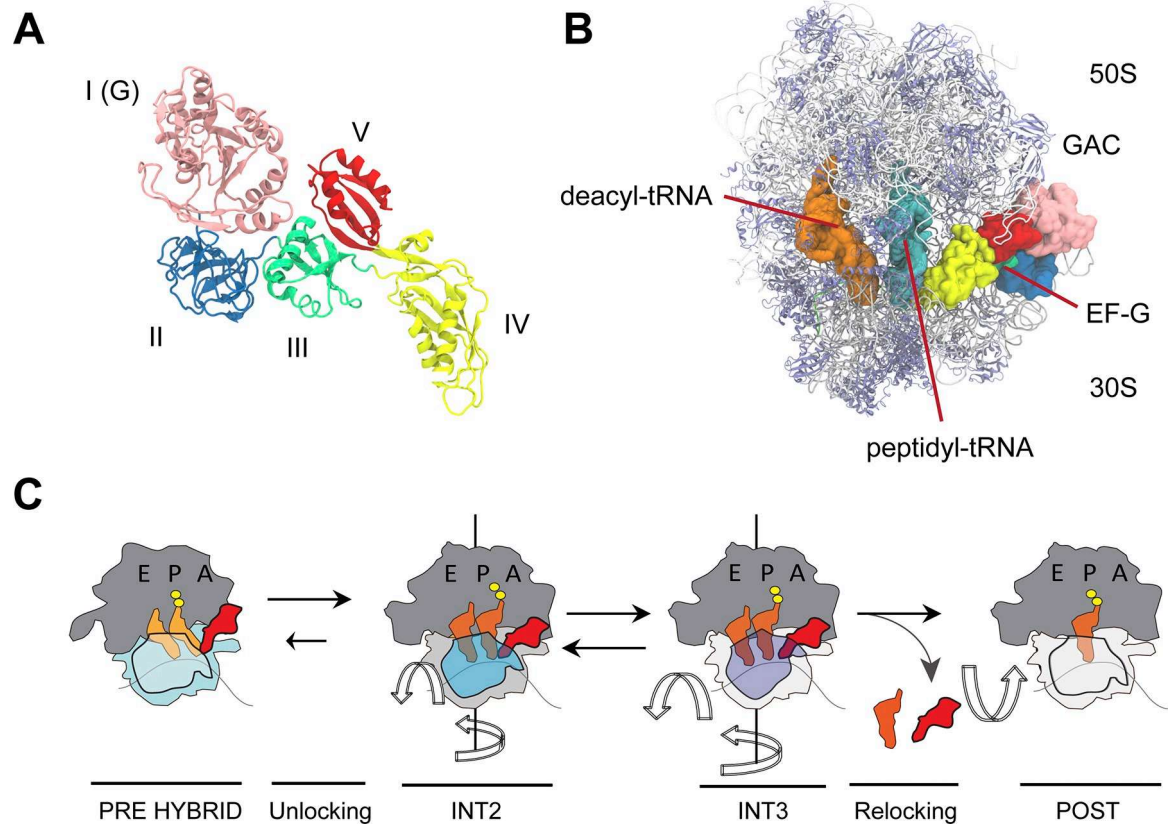 A
I (G)
V
II
III
IV
B
50S
GAC
deacyl-tRNA
EF-G
30S
peptidyl-tRNA
C
E P A
E P A
E P A
E P A
PRE HYBRID
Unlocking
INT2
INT3
Relocking
POST